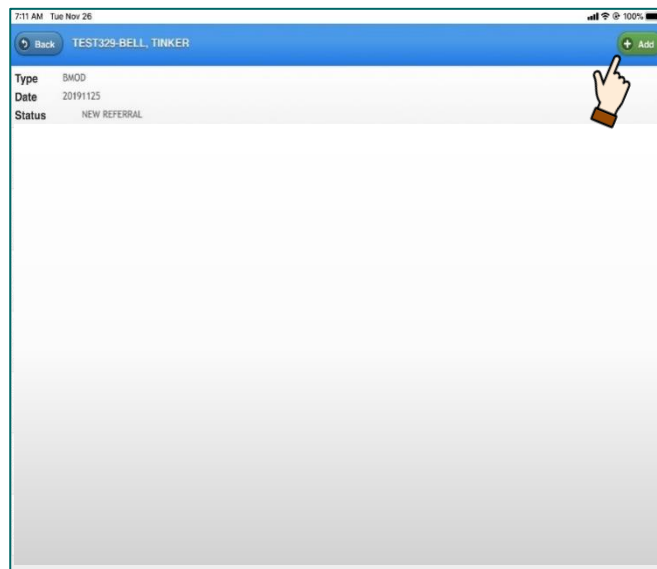 7:11 AM Tue Nov 26 100%
Back TEST329-BELL, TINKER Add
Type BMOD
Date 20191125
Status NEW REFERRAL